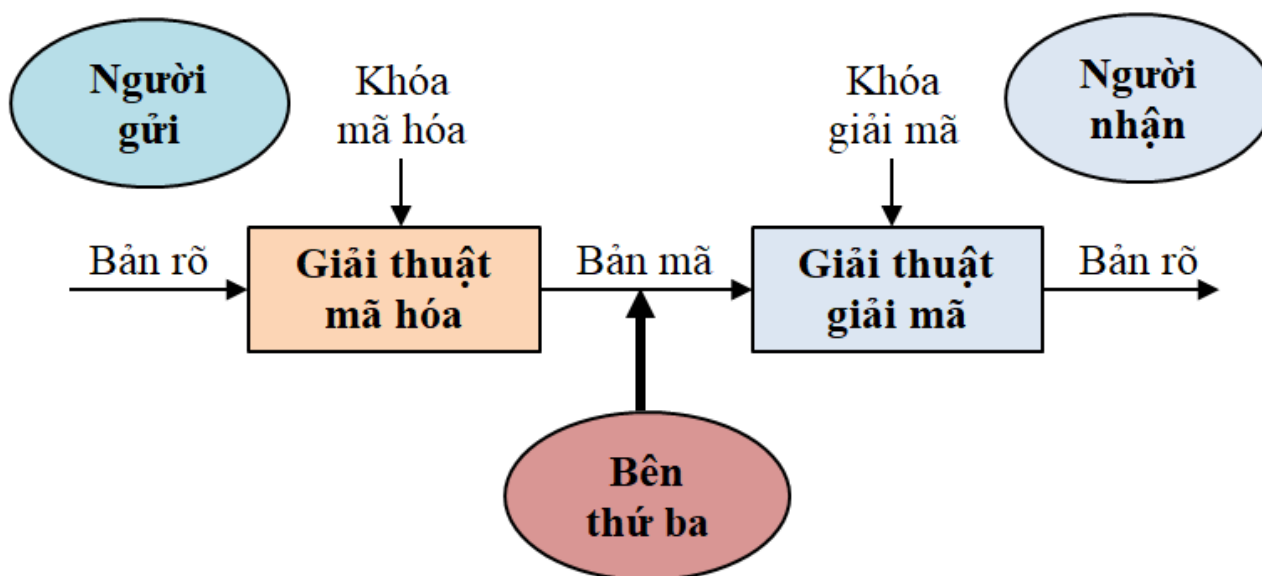 Người
gửi
Khóa
mã hóa
Khóa
giải mã
Người
nhận
Bản rõ
Giải thuật
mã hóa
Bản mã
Giải thuật
giải mã
Bản rõ
Bên
thứ ba